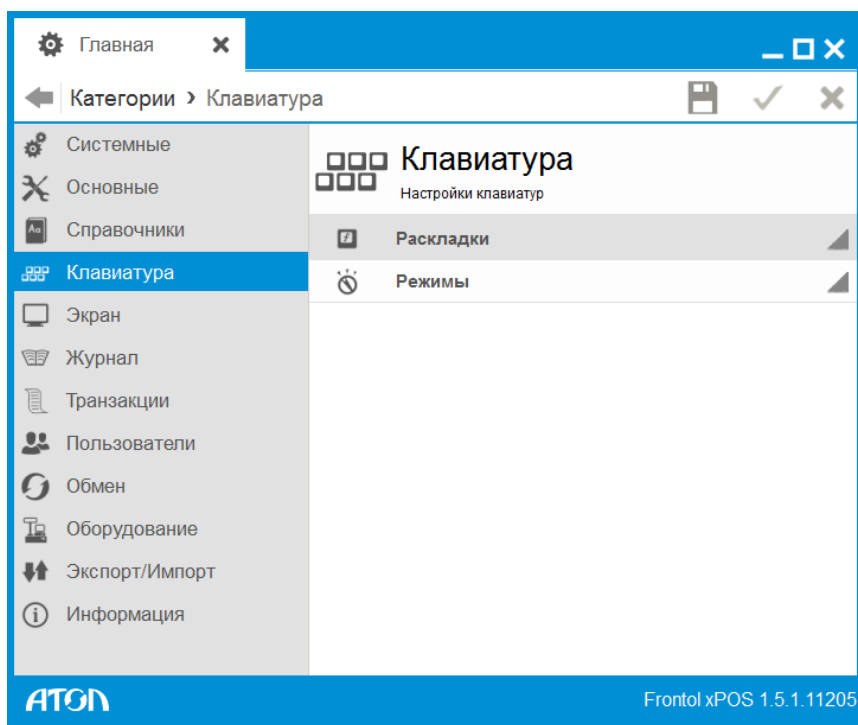 Главная
Категории › Клавиатура
Системные
Основные
Справочники
Клавиатура
Экран
Журнал
Транзакции
Пользователи
Обмен
Оборудование
Экспорт/Импорт
Информация
Клавиатура
Настройки клавиатур
Раскладки
Режимы
ATOL
Frontol xPOS 1.5.1.11205